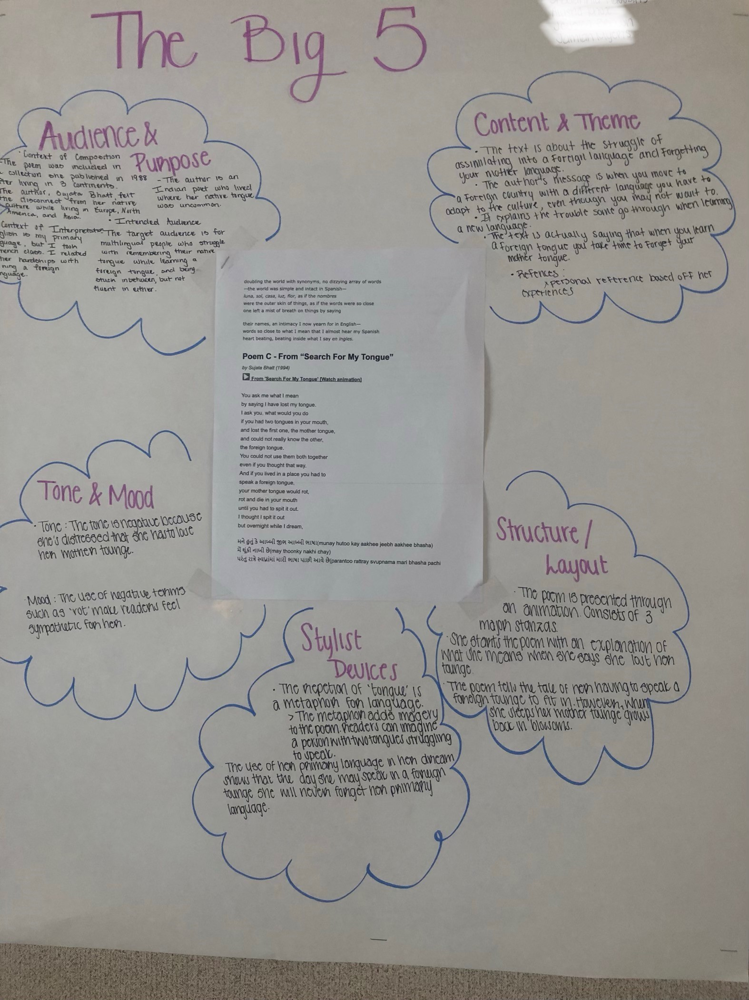 The Big 5
Audience &
Purpose
· Context of Composition
-The poem was included in
collection she published in 1988
living in 3 continents.
The author, Sujata Bhatt, felt
the disconnect from her native
culture while living in Europe, North
America, and Asia.
- The author is an
Indian poet who lived
where her native tongue
was uncommon.
Context of Interpretation
is my primary
but I took
class. I related
her hardships with
a foreign
• Intended Audience
- The target audience is for
multilingual people who struggle
with remembering their native
tongue while learning a
foreign tongue, and being
stuck inbetween, but not
fluent in either.
Content & Theme
• The text is about the struggle of
assimilating into a foreign language and forgetting
your mother language.
• The author's message is when you move to
a foreign country with a different language you have to
adapt to the culture, even though you may not want to.
• It explains the trouble some go through when learning
a new language.
• The text is actually saying that when you learn
a foreign tongue you take time to forget your
mother tongue.
• Refences:
personal reference based off her
experiences
doubling the world with synonyms, no dizzying array of words
—the world was simple and intact in Spanish—
luna, sol, casa, luz, flor, as if the nombres
were the outer skin of things, as if the words were so close
one left a mist of breath on things by saying
their names, an intimacy I now yearn for in English—
words so close to what I mean that I almost hear my Spanish
heart beating, beating inside what I say en ingles.
Poem C - From “Search For My Tongue”
by Sujata Bhatt (1994)
From 'Search For My Tongue' [Watch animation]
You ask me what I mean
by saying I have lost my tongue.
I ask you, what would you do
if you had two tongues in your mouth,
and lost the first one, the mother tongue,
and could not really know the other,
the foreign tongue.
You could not use them both together
even if you thought that way.
And if you lived in a place you had to
speak a foreign tongue,
your mother tongue would rot,
rot and die in your mouth
until you had to spit it out.
I thought I spit it out
but overnight while I dream,
મને હુતું કે આબ્બી જીભ આબ્બી ભાષા(munay hutoo kay aakhee jeebh aakhee bhasha)
મેં થૂંકી નાબી છે(may thoonky nakhi chay)
પરંતુ રાત્રે સ્વપ્નાંમાં મારી ભાષા પાછી આવે છે(parantoo rattray svupnama mari bhasha pachi
Tone & Mood
• Tone : The tone is negative because
she's distressed that she has to lose
her mother tounge.
· Mood : The use of negative terms
such as 'rot' make readers feel
sympathetic for her.
Structure/
Layout
· The poem is presented through
an animation. Consists of 3
major stanzas.
· She starts the poem with an explanation of
what she means when she says she lost her
tounge.
· The poem tells the tale of her having to speak a
foreign tounge to fit in. However, when
she sleeps her mother tounge grows
back in blossoms.
Stylist
Devices
• The repetion of 'tongue' is
a metaphor for language.
> The metaphor adds imagery
to the poem. Readers can imagine
a person with two tongues struggling
to speak.
The use of her primary language in her dream
shows that the day she may speak in a foreign
tounge she will never forget her primary
language.